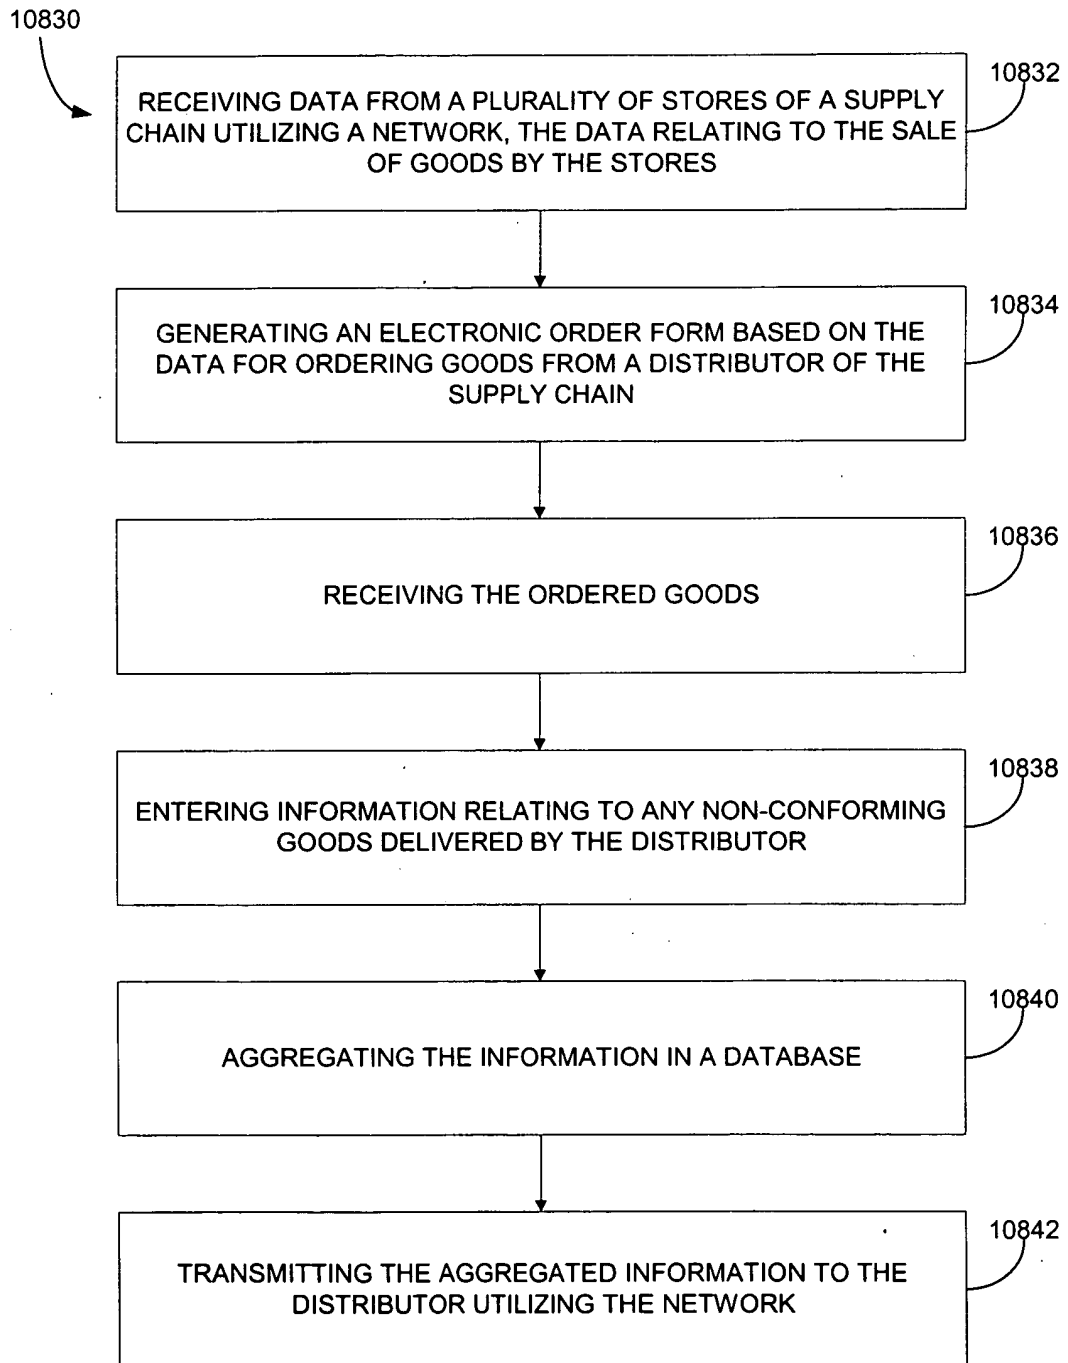 10830
10832
RECEIVING DATA FROM A PLURALITY OF STORES OF A SUPPLY
CHAIN UTILIZING A NETWORK, THE DATA RELATING TO THE SALE
OF GOODS BY THE STORES
10834
GENERATING AN ELECTRONIC ORDER FORM BASED ON THE
DATA FOR ORDERING GOODS FROM A DISTRIBUTOR OF THE
SUPPLY CHAIN
10836
RECEIVING THE ORDERED GOODS
10838
ENTERING INFORMATION RELATING TO ANY NON-CONFORMING
GOODS DELIVERED BY THE DISTRIBUTOR
10840
AGGREGATING THE INFORMATION IN A DATABASE
10842
TRANSMITTING THE AGGREGATED INFORMATION TO THE
DISTRIBUTOR UTILIZING THE NETWORK